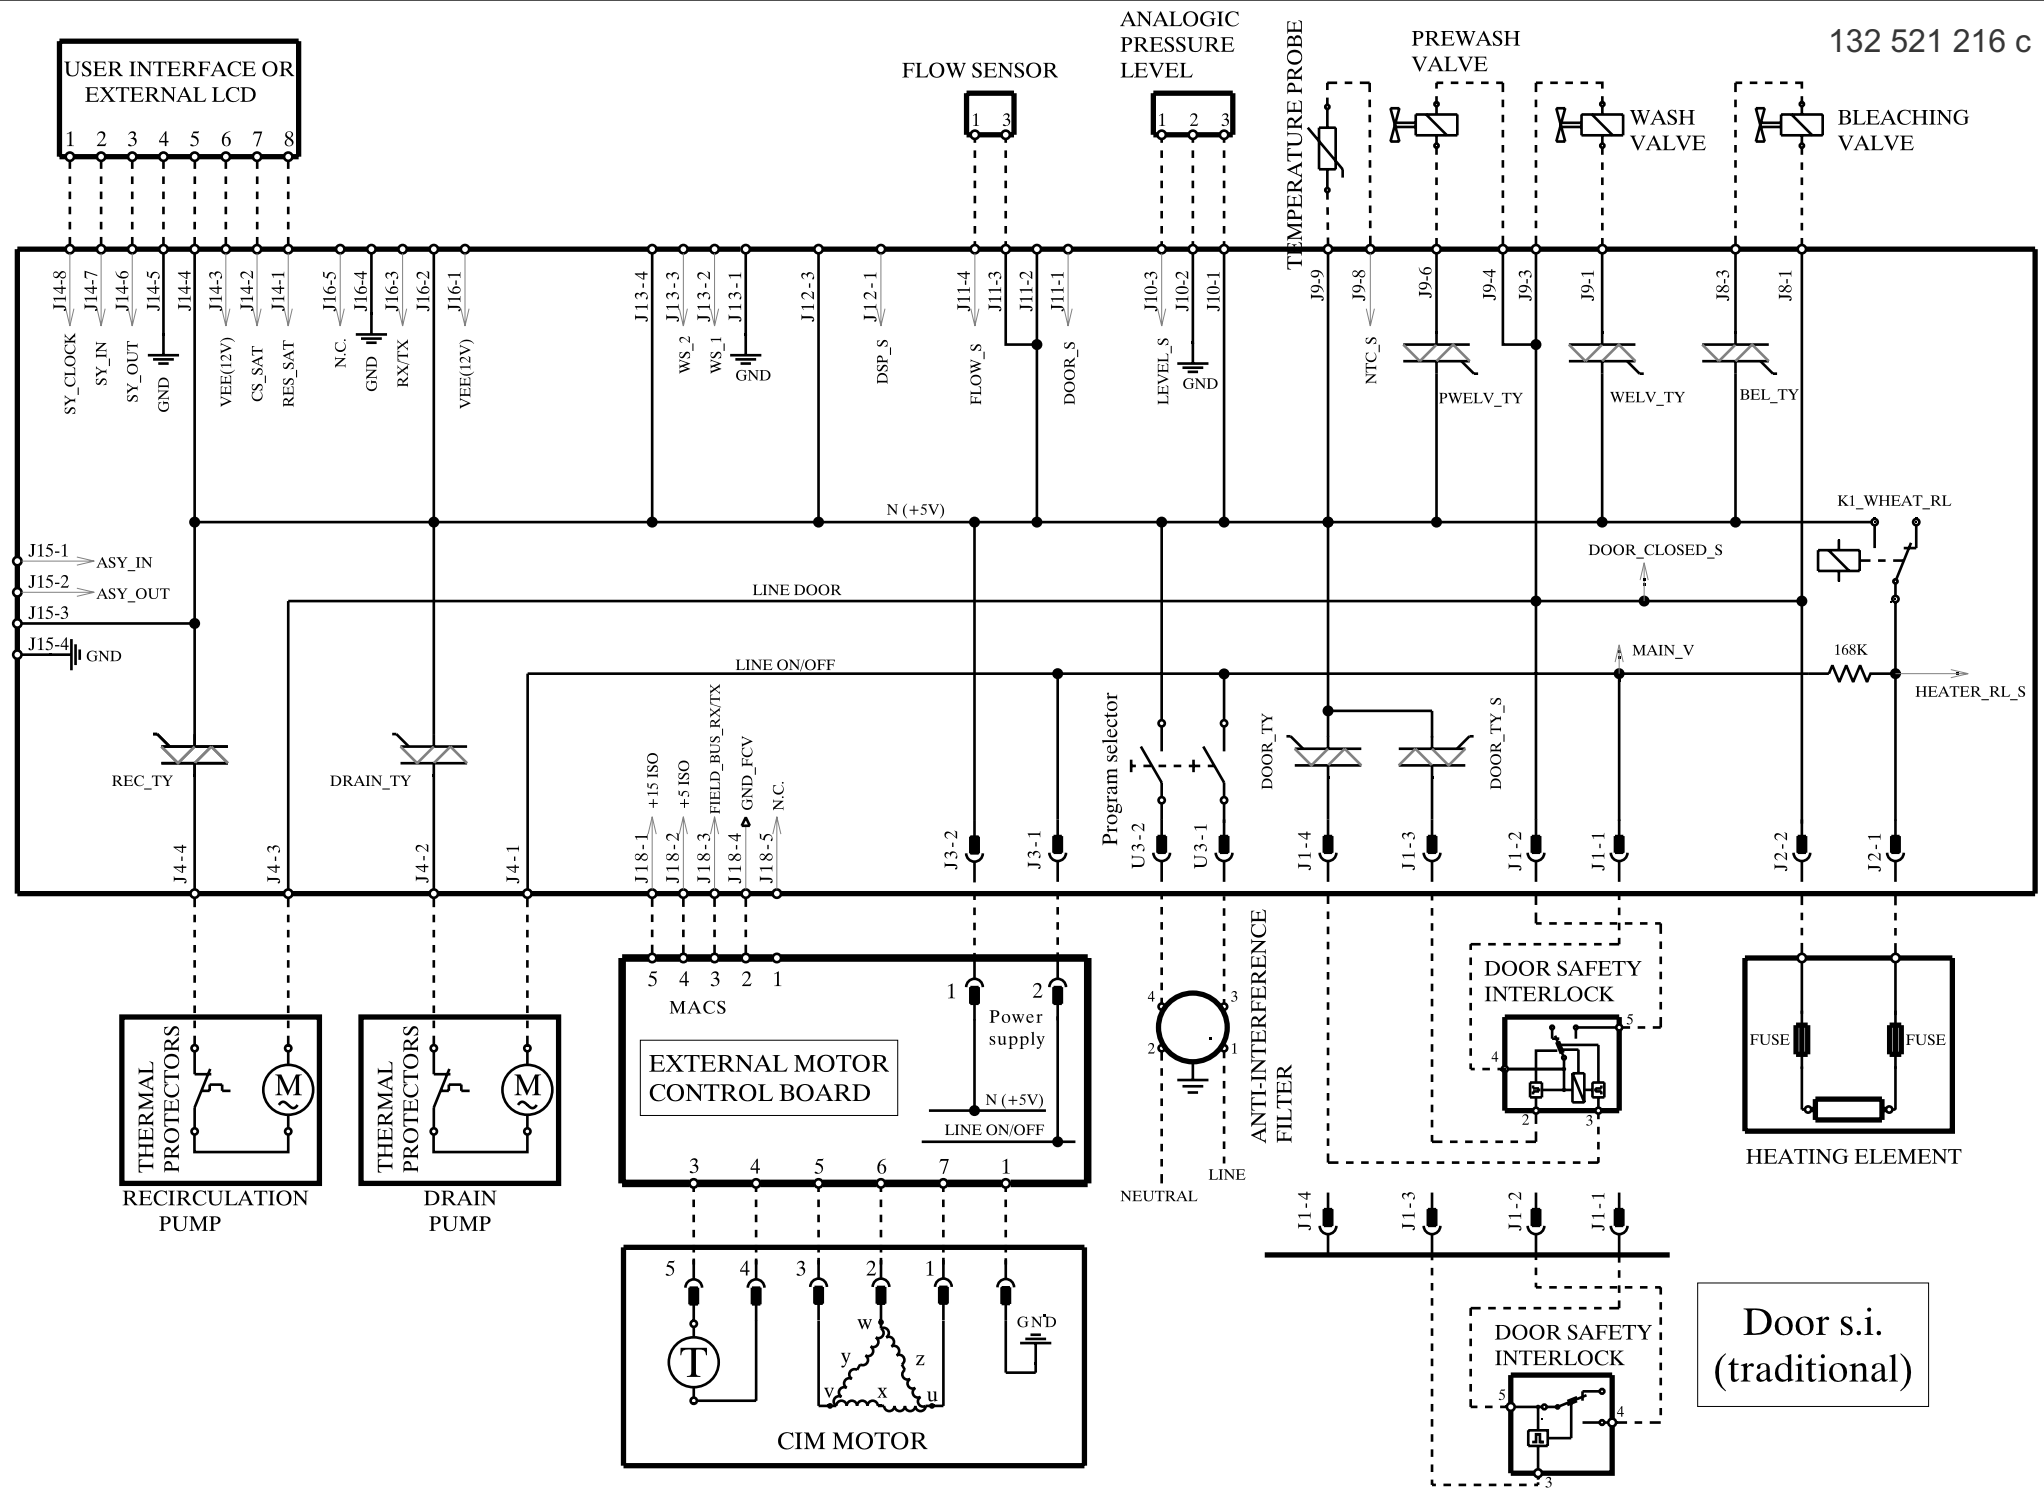 132 521 216 c
USER INTERFACE OR
EXTERNAL LCD
1 2 3 4 5 6 7 8
FLOW SENSOR
1 3
ANALOGIC
PRESSURE
LEVEL
1 2 3
TEMPERATURE PROBE
PREWASH
VALVE
WASH
VALVE
BLEACHING
VALVE
J14-8 J14-7 J14-6 J14-5 J14-4 J14-3 J14-2 J14-1 J16-5 J16-4 J16-3 J16-2 J16-1 J13-4 J13-3 J13-2 J13-1 J12-3 J12-1 J11-4 J11-3 J11-2 J11-1 J10-3 J10-2 J10-1 J9-9 J9-8 J9-6 J9-4 J9-3 J9-1 J8-3 J8-1
SY_CLOCK SY_IN SY_OUT GND VEE(12V) CS_SAT RES_SAT N.C. GND RX/TX VEE(12V) WS_2 WS_1 GND DSP_S FLOW_S DOOR_S LEVEL_S GND NTC_S
PWELV_TY WELV_TY BEL_TY
N (+5V)
K1_WHEAT_RL
J15-1 ASY_IN
J15-2 ASY_OUT
J15-3
J15-4 GND
DOOR_CLOSED_S
LINE DOOR
LINE ON/OFF
MAIN_V
168K
HEATER_RL_S
REC_TY
DRAIN_TY
+15 ISO
+5 ISO
FIELD_BUS_RX/TX
GND_FCV
N.C.
Program selector
DOOR_TY
DOOR_TY_S
J4-4 J4-3 J4-2 J4-1 J18-1 J18-2 J18-3 J18-4 J18-5 J3-2 J3-1 U3-2 U3-1 J1-4 J1-3 J1-2 J1-1 J2-2 J2-1
THERMAL
PROTECTORS
M
~
RECIRCULATION
PUMP
THERMAL
PROTECTORS
M
~
DRAIN
PUMP
5 4 3 2 1
MACS
1 2
Power
supply
EXTERNAL MOTOR
CONTROL BOARD
N (+5V)
LINE ON/OFF
3 4 5 6 7 1
4 3
2 1
ANTI-INTERFERENCE
FILTER
LINE
NEUTRAL
DOOR SAFETY
INTERLOCK
5
4
2 3
FUSE FUSE
HEATING ELEMENT
J1-4 J1-3 J1-2 J1-1
5 4 3 2 1
T
w
y z
v x u
GND
CIM MOTOR
DOOR SAFETY
INTERLOCK
5
4
3
Door s.i.
(traditional)